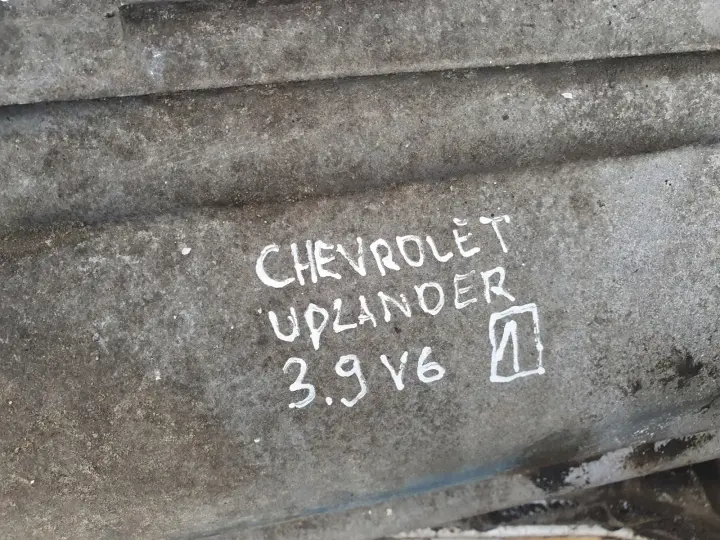 CHEVROLET
UPLANDER
3.9 V6 1